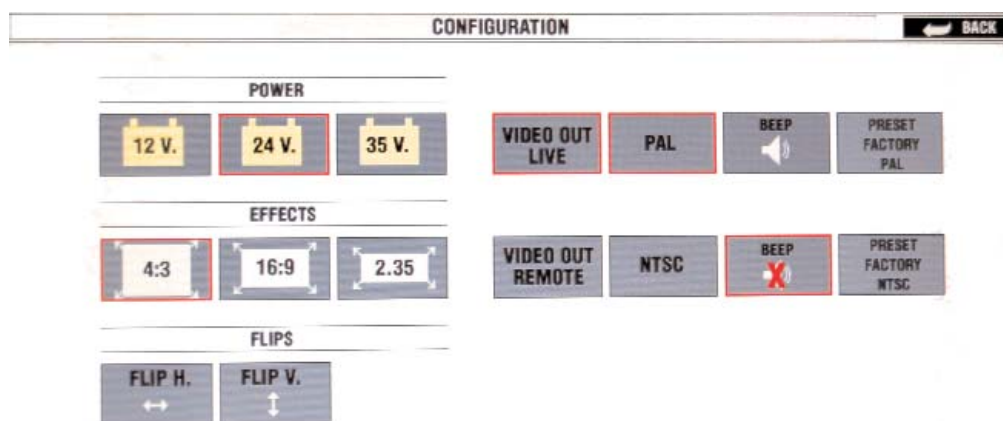 CONFIGURATION
BACK
POWER
12 V.
24 V.
35 V.
VIDEO OUT
LIVE
PAL
BEEP
PRESET
FACTORY
PAL
EFFECTS
4:3
16:9
2.35
VIDEO OUT
REMOTE
NTSC
BEEP
X
PRESET
FACTORY
NTSC
FLIPS
FLIP H.
FLIP V.